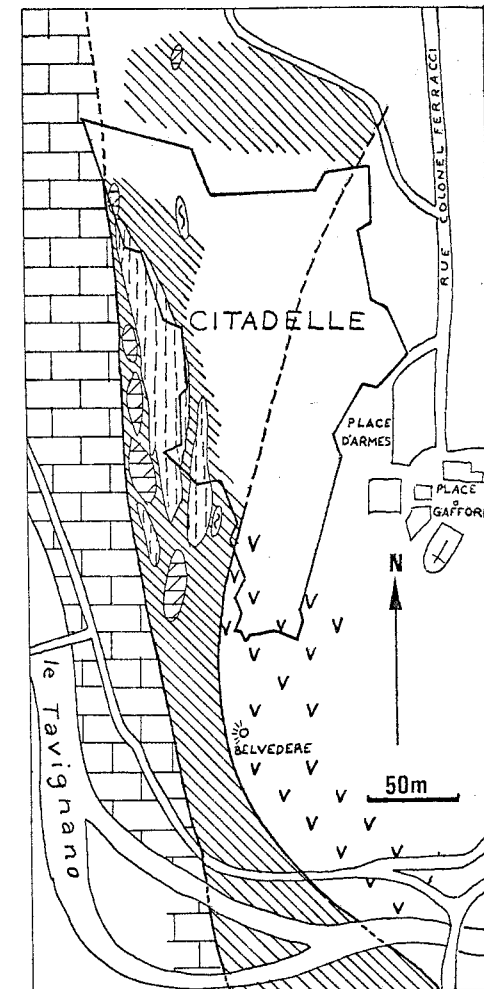 RUE COLONEL FERRACCI
CITADELLE
PLACE
D'ARMES
PLACE
GAFFORI
N
le Tavignano
BELVEDERE
50m